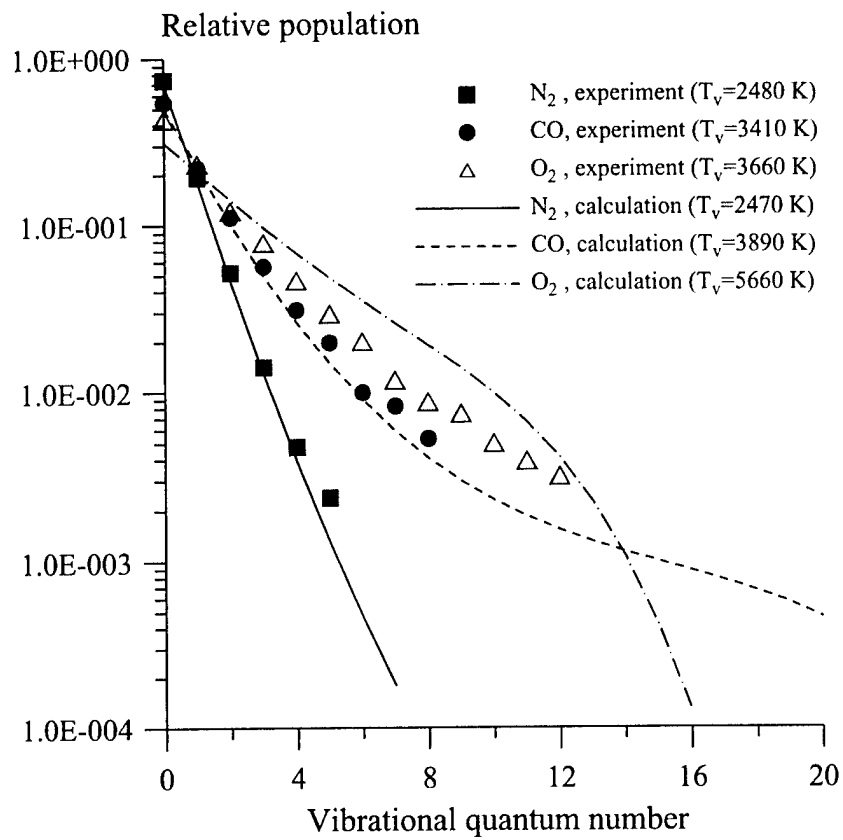 Relative population
1.0E+000
1.0E-001
1.0E-002
1.0E-003
1.0E-004
N₂ , experiment (Tᵥ=2480 K)
CO, experiment (Tᵥ=3410 K)
O₂ , experiment (Tᵥ=3660 K)
N₂ , calculation (Tᵥ=2470 K)
CO, calculation (Tᵥ=3890 K)
O₂ , calculation (Tᵥ=5660 K)
0 4 8 12 16 20
Vibrational quantum number